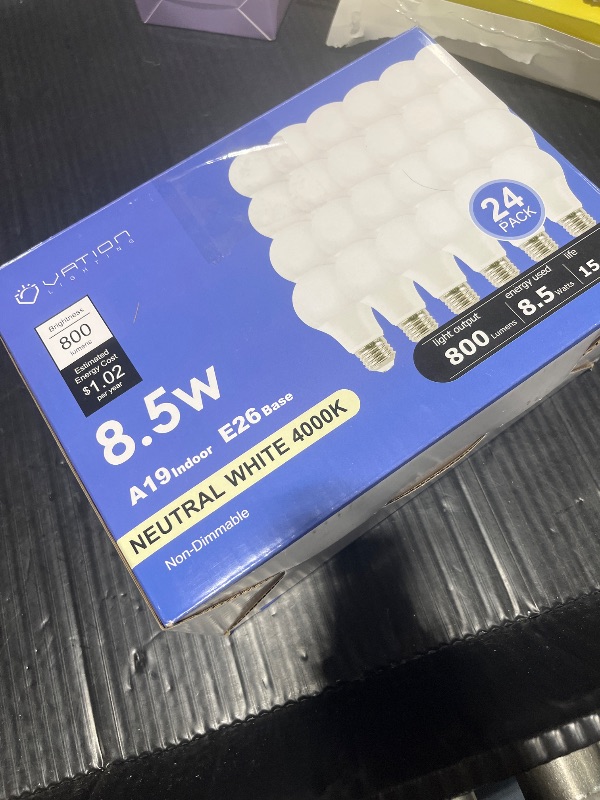 VATION
LIGHTING
Brightness
800
lumens
Estimated
Energy Cost
$1.02
per year
8.5w
A19 Indoor E26 Base
NEUTRAL WHITE 4000K
Non-Dimmable
24
PACK
light output
800 Lumens
energy used
8.5 Watts
life
15